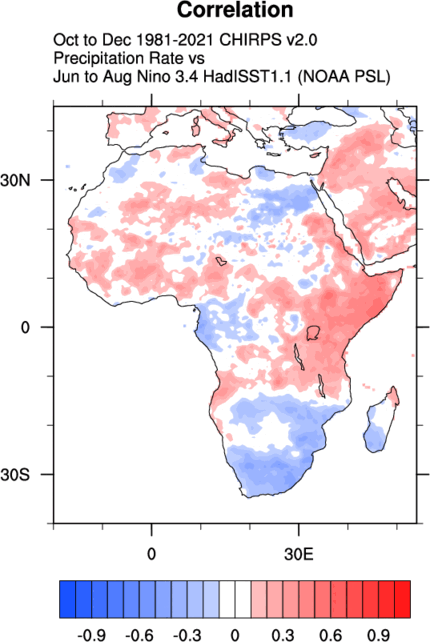 Correlation
Oct to Dec 1981-2021 CHIRPS v2.0
Precipitation Rate vs
Jun to Aug Nino 3.4 HadISST1.1 (NOAA PSL)
30N
0
30S
0 30E
-0.9 -0.6 -0.3 0 0.3 0.6 0.9